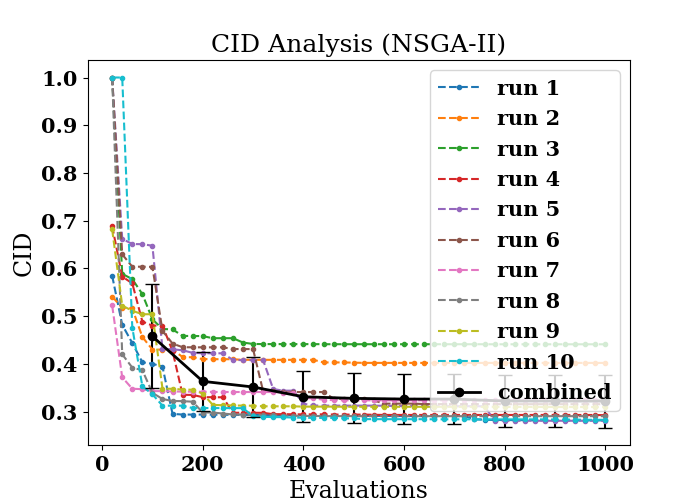 CID Analysis (NSGA-II)
CID
1.0
0.9
0.8
0.7
0.6
0.5
0.4
0.3
0
200
400
600
800
1000
Evaluations
run 1
run 2
run 3
run 4
run 5
run 6
run 7
run 8
run 9
run 10
combined